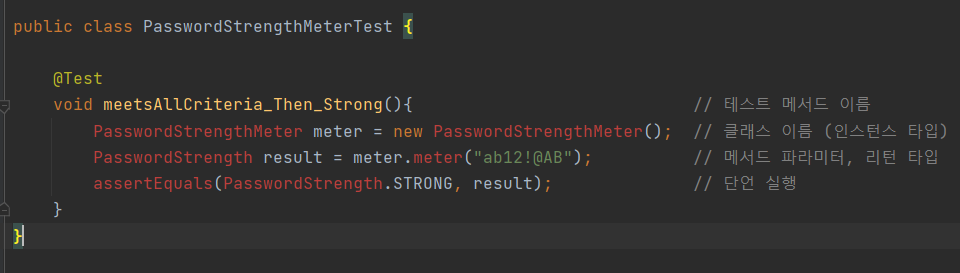 public class PasswordStrengthMeterTest {
@Test
void meetsAllCriteria_Then_Strong(){ // 테스트 메서드 이름
PasswordStrengthMeter meter = new PasswordStrengthMeter(); // 클래스 이름 (인스턴스 타입)
PasswordStrength result = meter.meter("ab12!@AB"); // 메서드 파라미터, 리턴 타입
assertEquals(PasswordStrength.STRONG, result); // 단언 실행
}
}